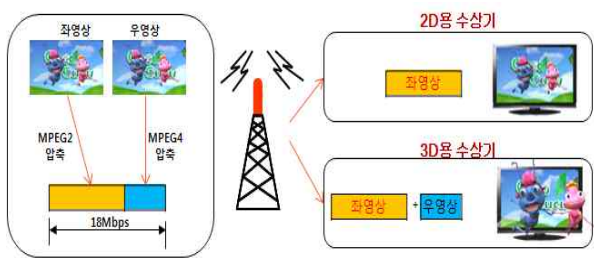 좌영상
우영상
MPEG2
압축
MPEG4
압축
18Mbps
2D용 수상기
좌영상
3D용 수상기
좌영상 + 우영상